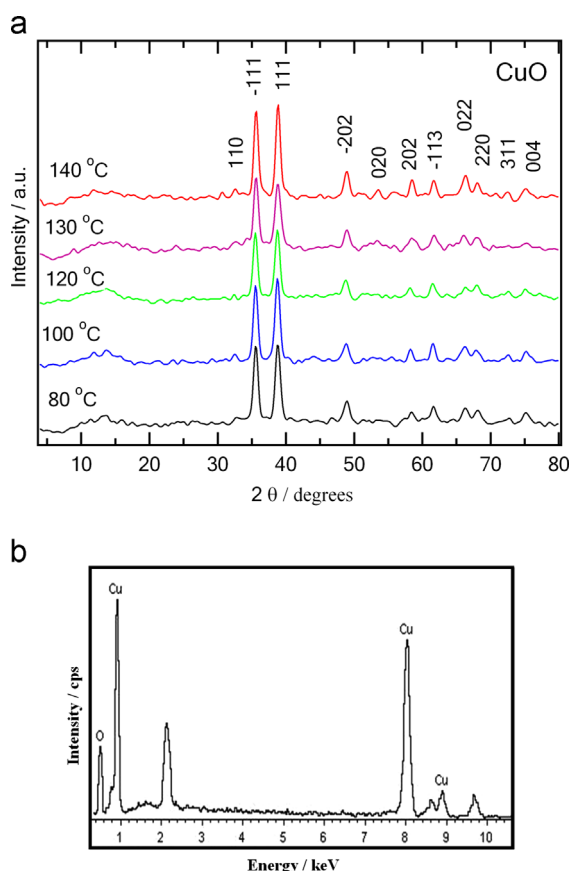 a
CuO
-111
111
110
-202
020
202
-113
022
220
311
004
140 °C
130 °C
120 °C
100 °C
80 °C
Intensity / a.u.
10 20 30 40 50 60 70 80
2 θ / degrees
b
Cu
Cu
O
Cu
Intensity / cps
1 2 3 4 5 6 7 8 9 10
Energy / keV